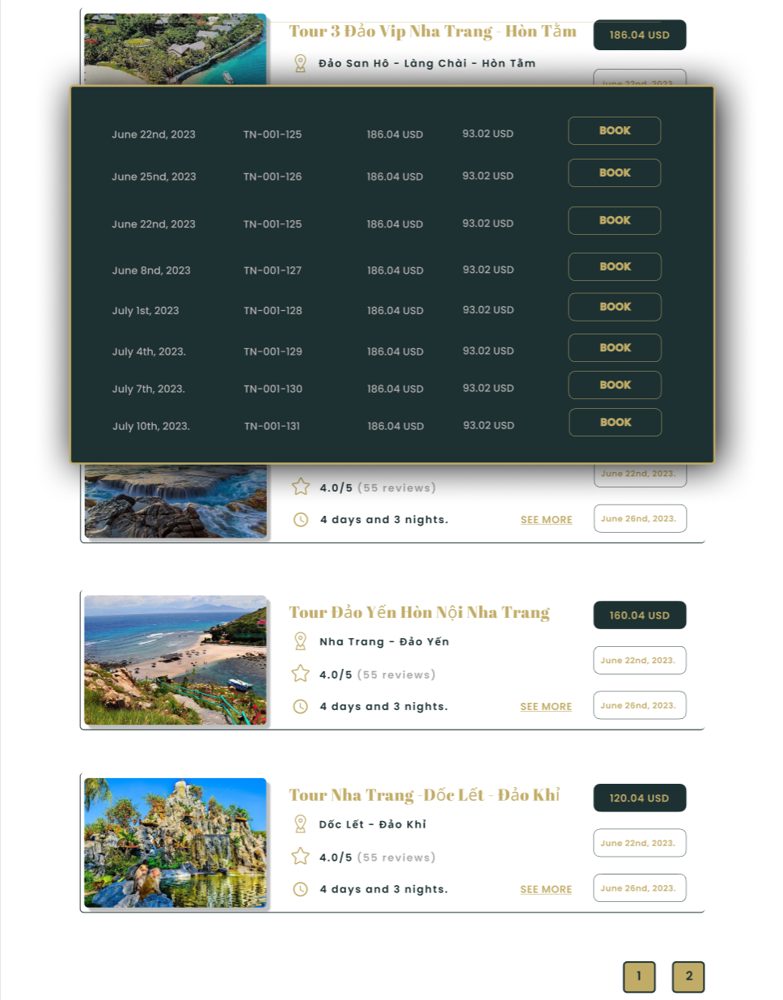 Tour 3 Đảo Vip Nha Trang - Hòn Tằm
186.04 USD
Đảo San Hô - Làng Chài - Hòn Tằm
June 22nd, 2023
June 22nd, 2023 TN-001-125 186.04 USD 93.02 USD BOOK
June 25nd, 2023 TN-001-126 186.04 USD 93.02 USD BOOK
June 22nd, 2023 TN-001-125 186.04 USD 93.02 USD BOOK
June 8nd, 2023 TN-001-127 186.04 USD 93.02 USD BOOK
July 1st, 2023 TN-001-128 186.04 USD 93.02 USD BOOK
July 4th, 2023. TN-001-129 186.04 USD 93.02 USD BOOK
July 7th, 2023. TN-001-130 186.04 USD 93.02 USD BOOK
July 10th, 2023. TN-001-131 186.04 USD 93.02 USD BOOK
June 22nd, 2023.
4.0/5 (55 reviews)
4 days and 3 nights. SEE MORE June 26nd, 2023.
Tour Đảo Yến Hòn Nội Nha Trang 160.04 USD
Nha Trang - Đảo Yến
June 22nd, 2023.
4.0/5 (55 reviews)
4 days and 3 nights. SEE MORE June 26nd, 2023.
Tour Nha Trang -Dốc Lết - Đảo Khỉ 120.04 USD
Dốc Lết - Đảo Khỉ
June 22nd, 2023.
4.0/5 (55 reviews)
4 days and 3 nights. SEE MORE June 26nd, 2023.
1 2